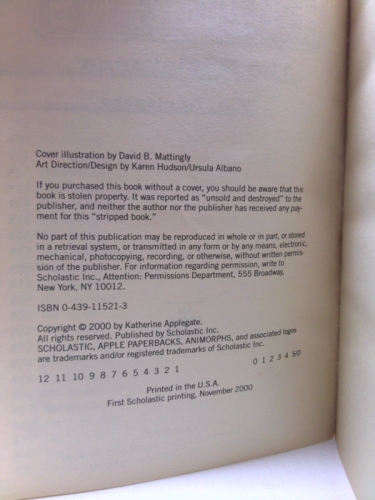 Cover illustration by David B. Mattingly
Art Direction/Design by Karen Hudson/Ursula Albano
If you purchased this book without a cover, you should be aware that this
book is stolen property. It was reported as "unsold and destroyed" to the
publisher, and neither the author nor the publisher has received any pay-
ment for this "stripped book."
No part of this publication may be reproduced in whole or in part, or stored
in a retrieval system, or transmitted in any form or by any means, electronic,
mechanical, photocopying, recording, or otherwise, without written permis-
sion of the publisher. For information regarding permission, write to
Scholastic Inc., Attention: Permissions Department, 555 Broadway,
New York, NY 10012.
ISBN 0-439-11521-3
Copyright © 2000 by Katherine Applegate.
All rights reserved. Published by Scholastic Inc.
SCHOLASTIC, APPLE PAPERBACKS, ANIMORPHS, and associated logos
are trademarks and/or registered trademarks of Scholastic Inc.
12 11 10 9 8 7 6 5 4 3 2 1 0 1 2 3 4 5/0
Printed in the U.S.A.
First Scholastic printing, November 2000